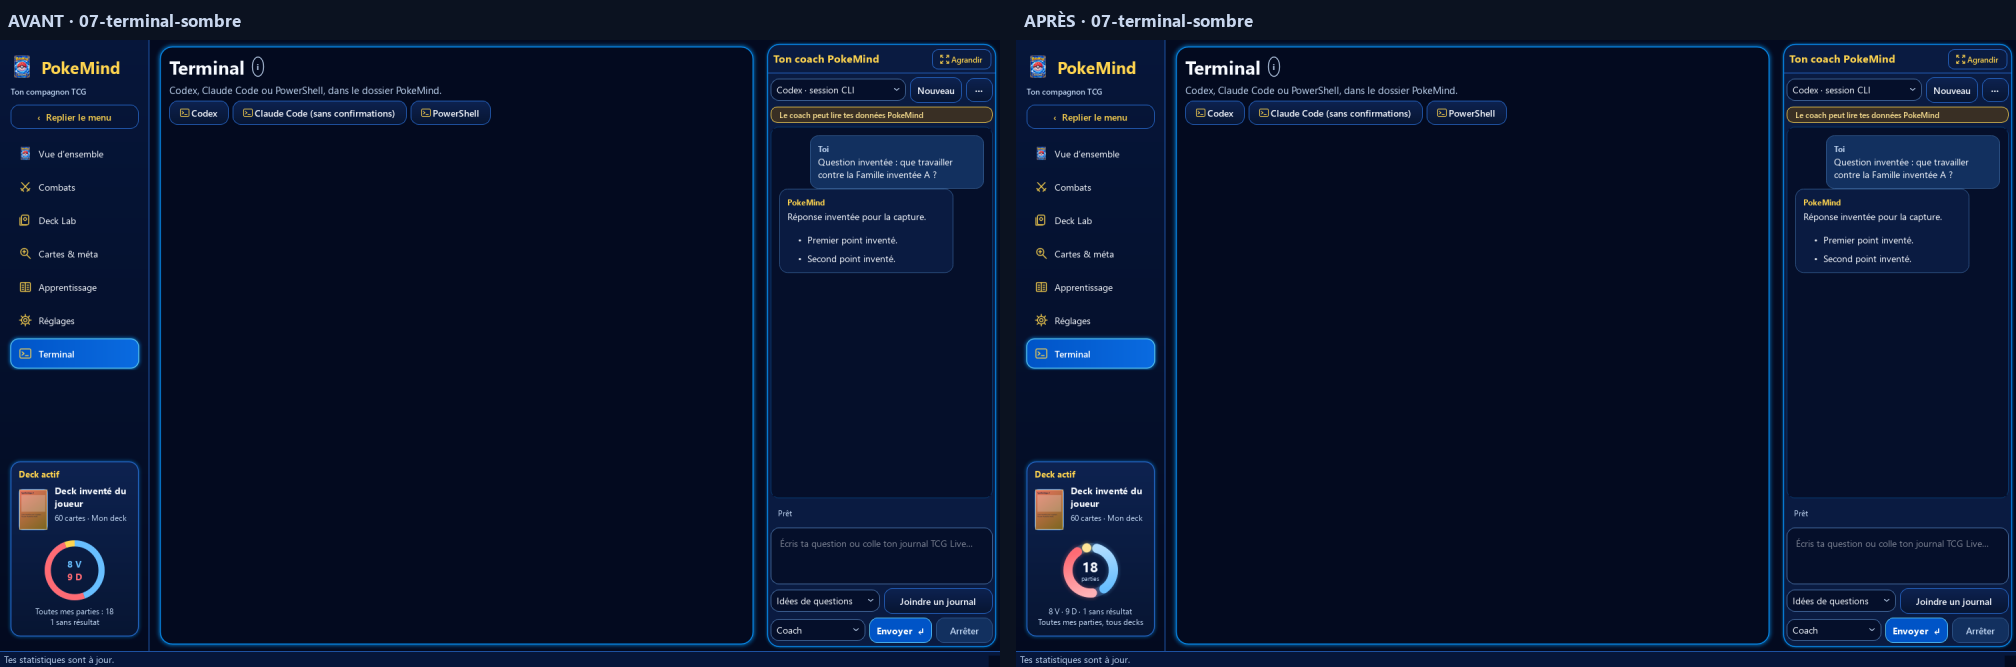 AVANT · 07-terminal-sombre
PokeMind
Ton compagnon TCG
‹ Replier le menu
Vue d'ensemble
Combats
Deck Lab
Cartes & méta
Apprentissage
Réglages
Terminal
Deck actif
Deck inventé du
joueur
60 cartes · Mon deck
8 V
9 D
Toutes mes parties : 18
1 sans résultat
Tes statistiques sont à jour.
Terminal i
Codex, Claude Code ou PowerShell, dans le dossier PokeMind.
Codex Claude Code (sans confirmations) PowerShell
Ton coach PokeMind Agrandir
Codex · session CLI Nouveau ...
Le coach peut lire tes données PokeMind
Toi
Question inventée : que travailler
contre la Famille inventée A ?
PokeMind
Réponse inventée pour la capture.
• Premier point inventé.
• Second point inventé.
Prêt
Écris ta question ou colle ton journal TCG Live...
Idées de questions Joindre un journal
Coach Envoyer ↲ Arrêter
APRÈS · 07-terminal-sombre
PokeMind
Ton compagnon TCG
‹ Replier le menu
Vue d'ensemble
Combats
Deck Lab
Cartes & méta
Apprentissage
Réglages
Terminal
Deck actif
Deck inventé du
joueur
60 cartes · Mon deck
18
parties
8 V · 9 D · 1 sans résultat
Toutes mes parties, tous decks
Tes statistiques sont à jour.
Terminal i
Codex, Claude Code ou PowerShell, dans le dossier PokeMind.
Codex Claude Code (sans confirmations) PowerShell
Ton coach PokeMind Agrandir
Codex · session CLI Nouveau ...
Le coach peut lire tes données PokeMind
Toi
Question inventée : que travailler
contre la Famille inventée A ?
PokeMind
Réponse inventée pour la capture.
• Premier point inventé.
• Second point inventé.
Prêt
Écris ta question ou colle ton journal TCG Live...
Idées de questions Joindre un journal
Coach Envoyer ↲ Arrêter